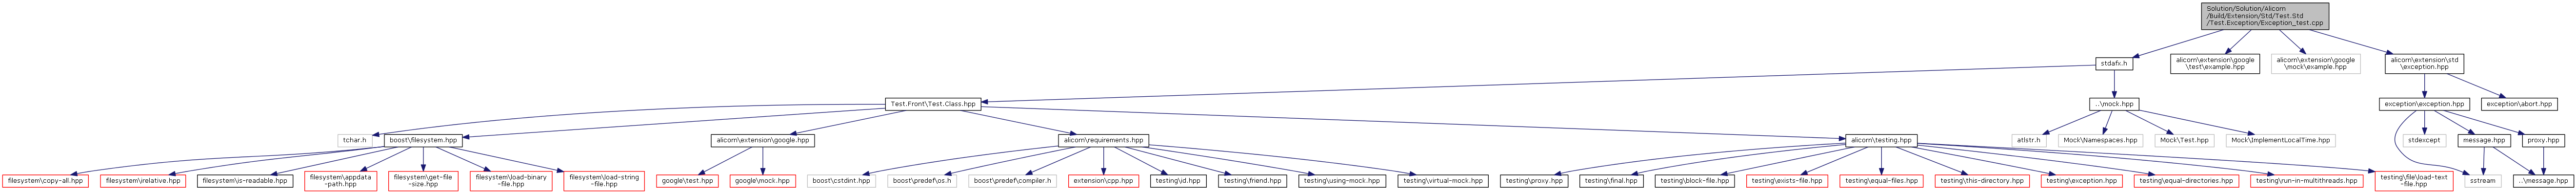 Solution/Solution/Alicorn
/Build/Extension/Std/Test.Std
/Test.Exception/Exception_test.cpp
stdafx.h
alicorn\extension\google
\test\example.hpp
alicorn\extension\google
\mock\example.hpp
alicorn\extension\std
\exception.hpp
Test.Front\Test.Class.hpp
..\mock.hpp
exception\exception.hpp
exception\abort.hpp
tchar.h
boost\filesystem.hpp
alicorn\extension\google.hpp
alicorn\requirements.hpp
alicorn\testing.hpp
atlstr.h
Mock\Namespaces.hpp
Mock\Test.hpp
Mock\ImplementLocalTime.hpp
stdexcept
message.hpp
proxy.hpp
filesystem\copy-all.hpp
filesystem\relative.hpp
filesystem\is-readable.hpp
filesystem\appdata
-path.hpp
filesystem\get-file
-size.hpp
filesystem\load-binary
-file.hpp
filesystem\load-string
-file.hpp
google\test.hpp
google\mock.hpp
boost\cstdint.hpp
boost\predef\os.h
boost\predef\compiler.h
extension\cpp.hpp
testing\id.hpp
testing\friend.hpp
testing\using-mock.hpp
testing\virtual-mock.hpp
testing\proxy.hpp
testing\final.hpp
testing\block-file.hpp
testing\exists-file.hpp
testing\equal-files.hpp
testing\this-directory.hpp
testing\exception.hpp
testing\equal-directories.hpp
testing\run-in-multithreads.hpp
testing\file\load-text
-file.hpp
sstream
..\message.hpp